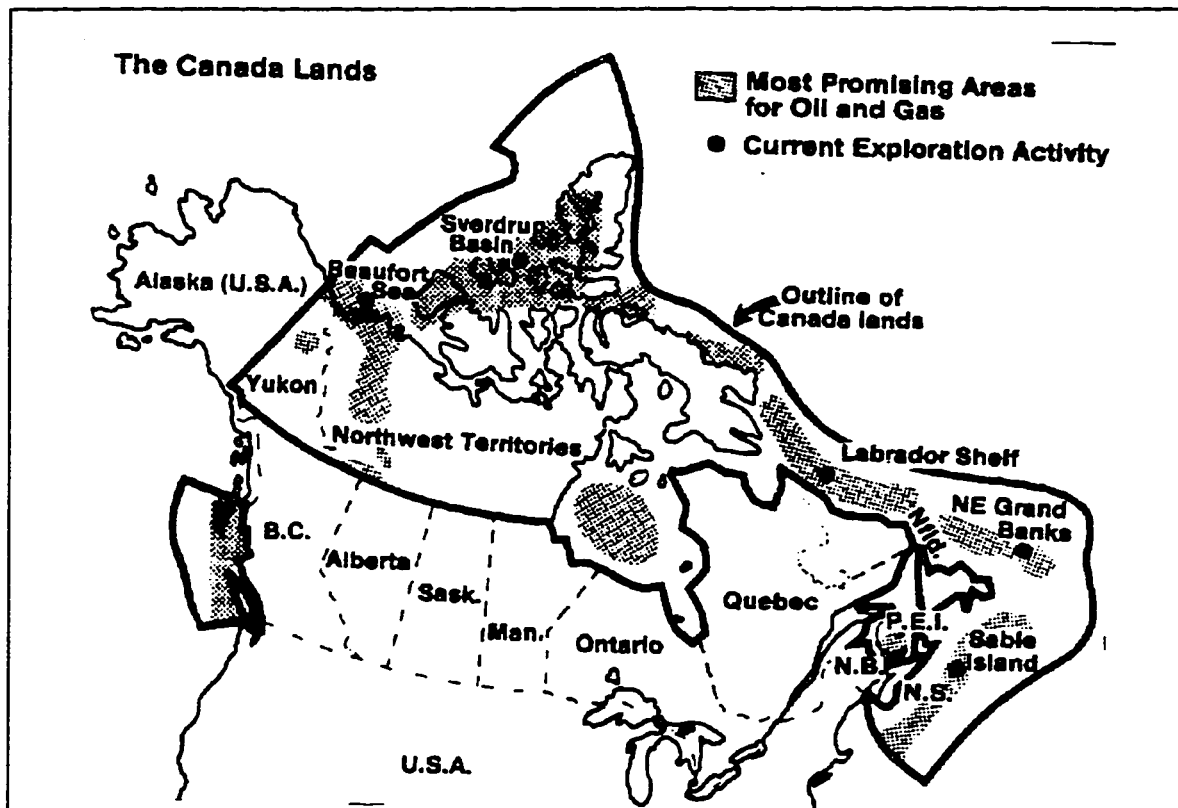 The Canada Lands
Most Promising Areas
for Oil and Gas
Current Exploration Activity
Sverdrup
Basin
Beaufort
Sea
Alaska (U.S.A.)
Outline of
Canada lands
Yukon
Northwest Territories
Labrador Shelf
NE Grand
Banks
Nfld.
B.C.
Alberta
Sask.
Man.
Ontario
Quebec
P.E.I.
Sable
Island
N.B.
N.S.
U.S.A.